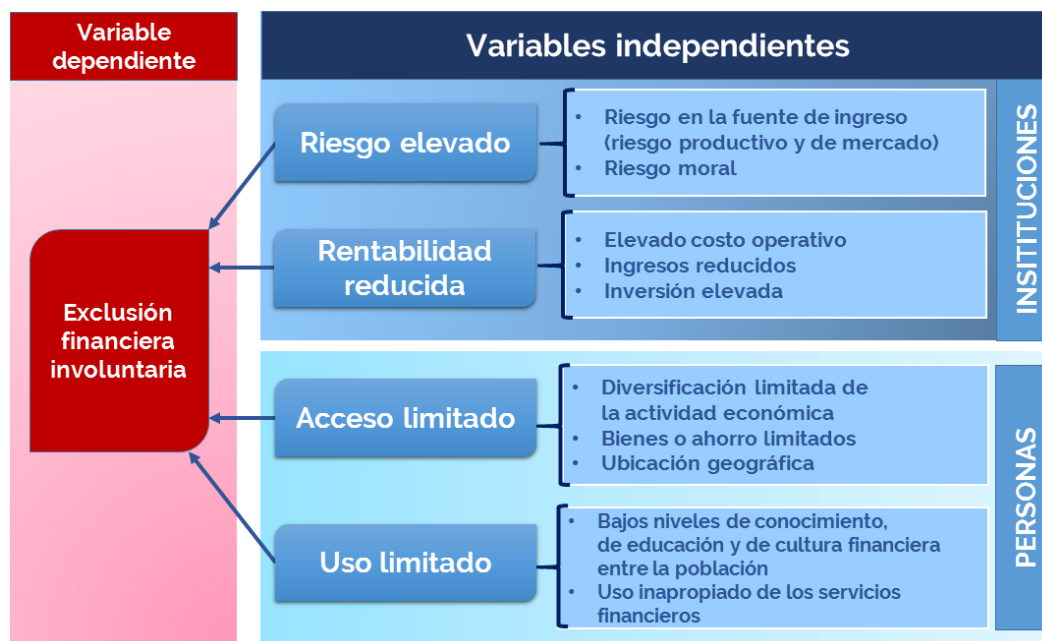 Variable
dependiente
Variables independientes
Exclusión
financiera
involuntaria
Riesgo elevado
• Riesgo en la fuente de ingreso
(riesgo productivo y de mercado)
• Riesgo moral
Rentabilidad
reducida
• Elevado costo operativo
• Ingresos reducidos
• Inversión elevada
INSITITUCIONES
Acceso limitado
• Diversificación limitada de
la actividad económica
• Bienes o ahorro limitados
• Ubicación geográfica
Uso limitado
• Bajos niveles de conocimiento,
de educación y de cultura financiera
entre la población
• Uso inapropiado de los servicios
financieros
PERSONAS